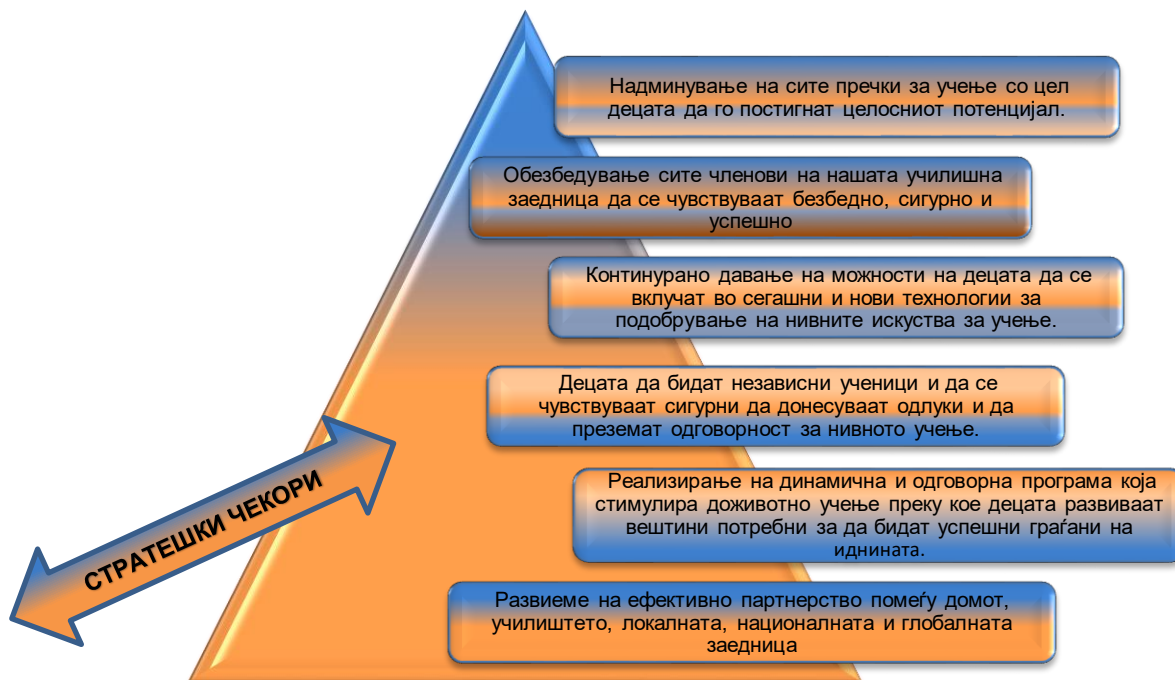 Надминување на сите пречки за учење со цел
децата да го постигнат целосниот потенцијал.
Обезбедување сите членови на нашата училишна
заедница да се чувствуваат безбедно, сигурно и
успешно
Континурано давање на можности на децата да се
вклучат во сегашни и нови технологии за
подобрување на нивните искуства за учење.
Децата да бидат независни ученици и да се
чувствуваат сигурни да донесуваат одлуки и да
преземат одговорност за нивното учење.
Реализирање на динамична и одговорна програма која
стимулира доживотно учење преку кое децата развиваат
вештини потребни за да бидат успешни граѓани на
иднината.
Развиеме на ефективно партнерство помеѓу домот,
училиштето, локалната, националната и глобалната
заедница
СТРАТЕШКИ ЧЕКОРИ